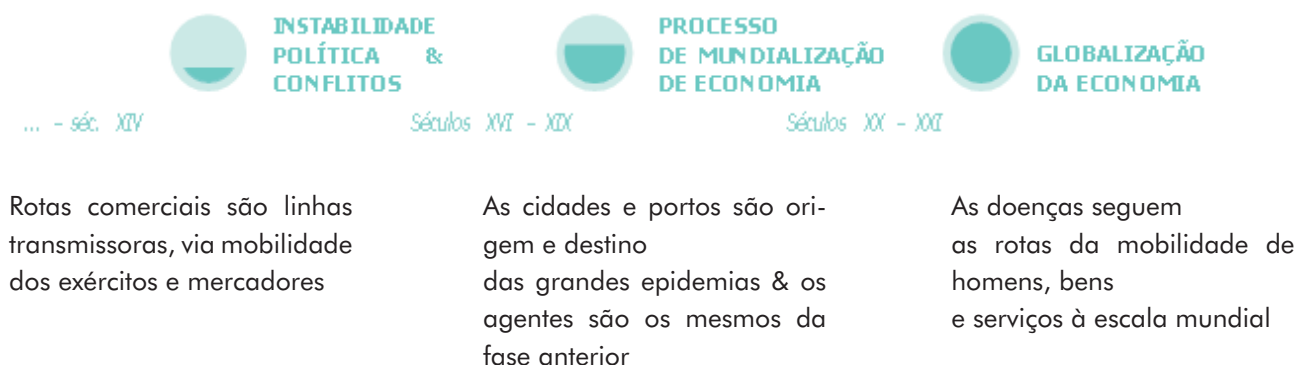 INSTABILIDADE
POLÍTICA &
CONFLITOS
... – séc. XIV
PROCESSO
DE MUNDIALIZAÇÃO
DE ECONOMIA
Séculos XVI – XIX
GLOBALIZAÇÃO
DA ECONOMIA
Séculos XX – XXI
Rotas comerciais são linhas
transmissoras, via mobilidade
dos exércitos e mercadores
As cidades e portos são ori-
gem e destino
das grandes epidemias & os
agentes são os mesmos da
fase anterior
As doenças seguem
as rotas da mobilidade de
homens, bens
e serviços à escala mundial